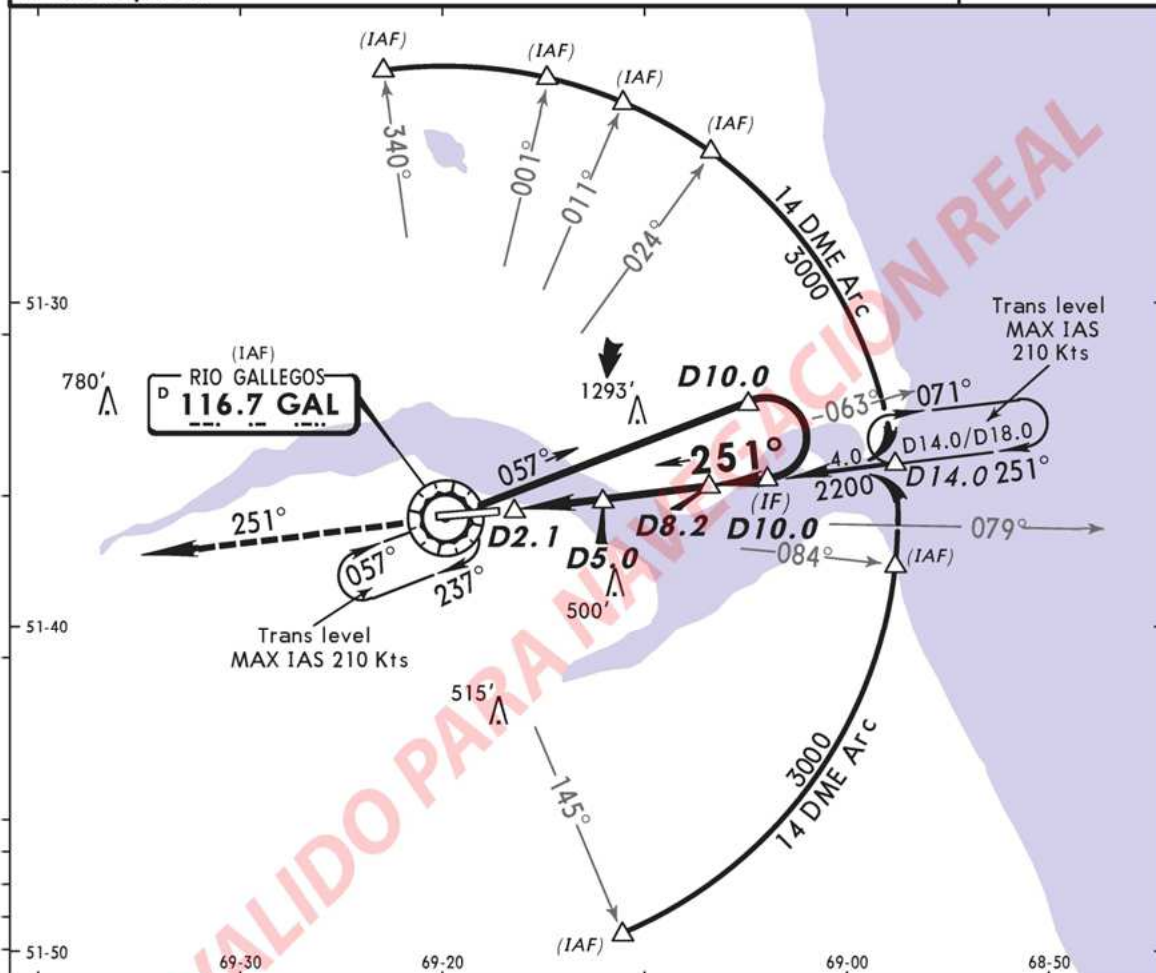 (IAF)
(IAF)
(IAF)
(IAF)
340°
001°
011°
024°
14 DME Arc
3000
51-30
Trans level
MAX IAS
210 Kts
(IAF)
RIO GALLEGOS
D 116.7 GAL
780'
1293'
D10.0
063°
071°
D14.0/D18.0
057°
251°
4.0
D14.0 251°
2200
(IF)
D8.2 D10.0
251°
D2.1
D5.0
079°
084°
(IAF)
057°
237°
500'
51-40
Trans level
MAX IAS 210 Kts
515'
145°
3000
14 DME Arc
(IAF)
51-50
69-30
69-20
69-00
68-50
VALIDO PARA NAVEGACION REAL